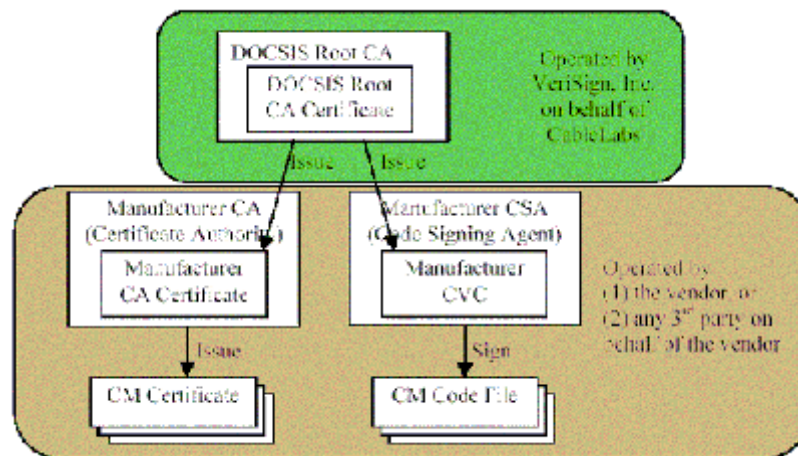 DOCSIS Root CA
DOCSIS Root
CA Certificate
Operated by
VeriSign, Inc.
on behalf of
CableLabs
Issue
Issue
Manufacturer CA
(Certificate Authority)
Manufacturer
CA Certificate
Manufacturer CSA
(Code Signing Agent)
Manufacturer
CVC
Operated by
(1) the vendor, or
(2) any 3rd party on
behalf of the vendor
Issue
Sign
CM Certificate
CM Code File